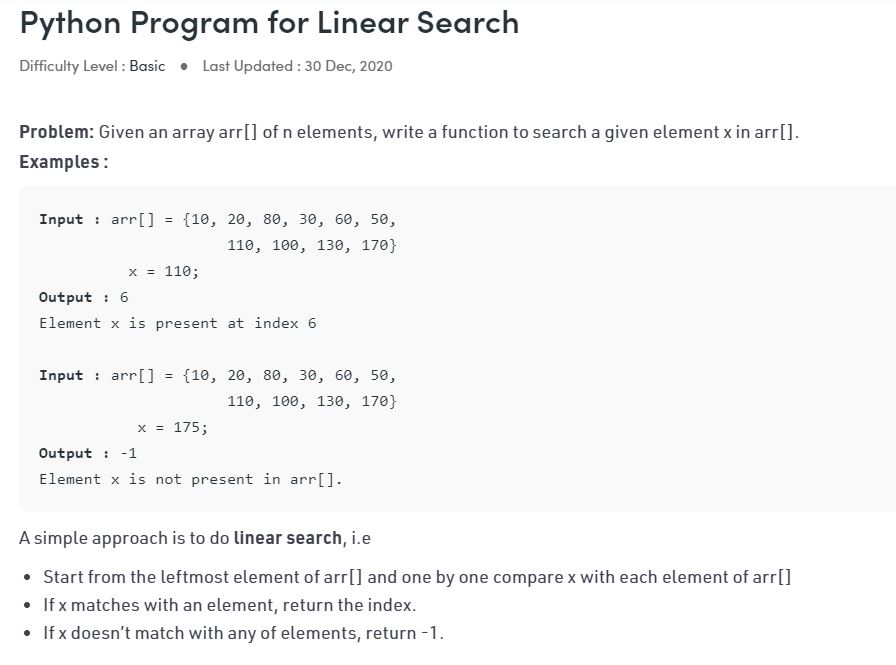 Python Program for Linear Search
Difficulty Level : Basic • Last Updated : 30 Dec, 2020
Problem: Given an array arr[] of n elements, write a function to search a given element x in arr[].
Examples :
Input : arr[] = {10, 20, 80, 30, 60, 50,
110, 100, 130, 170}
x = 110;
Output : 6
Element x is present at index 6
Input : arr[] = {10, 20, 80, 30, 60, 50,
110, 100, 130, 170}
x = 175;
Output : -1
Element x is not present in arr[].
A simple approach is to do linear search, i.e
• Start from the leftmost element of arr[] and one by one compare x with each element of arr[]
• If x matches with an element, return the index.
• If x doesn’t match with any of elements, return -1.